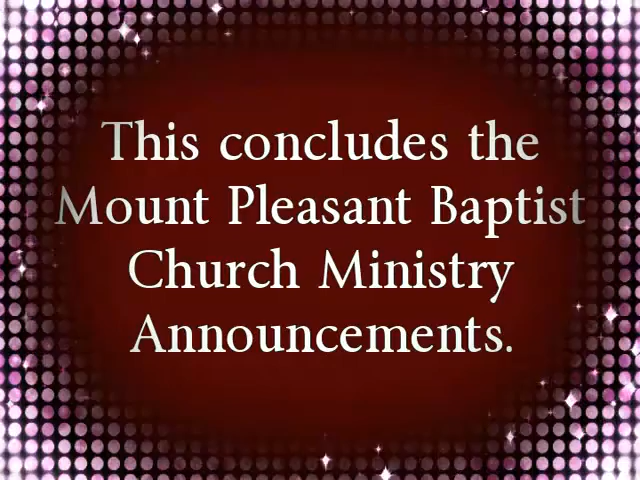 This concludes the
Mount Pleasant Baptist
Church Ministry
Announcements.